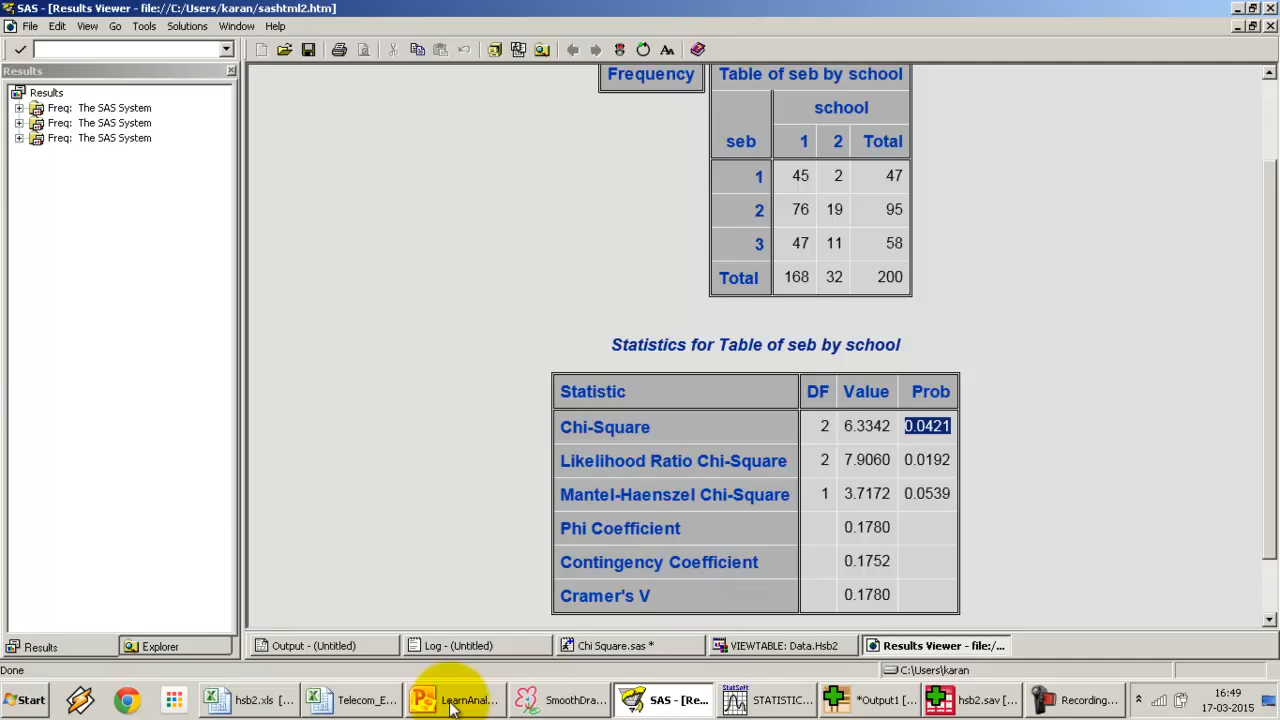 SAS - [Results Viewer - file://C:/Users/karan/sashtml2.htm]
File Edit View Go Tools Solutions Window Help
Results
Results
Freq: The SAS System
Freq: The SAS System
Freq: The SAS System
Frequency
Table of seb by school
school
seb 1 2 Total
1 45 2 47
2 76 19 95
3 47 11 58
Total 168 32 200
Statistics for Table of seb by school
Statistic DF Value Prob
Chi-Square 2 6.3342 0.0421
Likelihood Ratio Chi-Square 2 7.9060 0.0192
Mantel-Haenszel Chi-Square 1 3.7172 0.0539
Phi Coefficient 0.1780
Contingency Coefficient 0.1752
Cramer's V 0.1780
Results Explorer Output - (Untitled) Log - (Untitled) Chi Square.sas * VIEWTABLE: Data.Hsb2 Results Viewer - file:/...
Done C:\Users\karan
Start hsb2.xls [... Telecom_E... LearnAnal... SmoothDra... SAS - [Re... STATISTIC... *Output1 [... hsb2.sav [... Recording... 16:49
17-03-2015